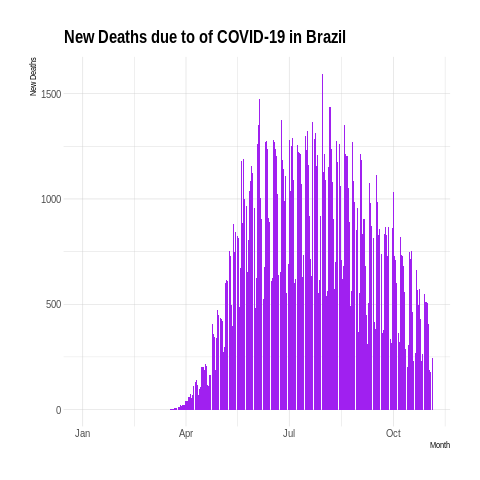 New Deaths due to of COVID-19 in Brazil
New Deaths
1500
1000
500
0
Jan Apr Jul Oct
Month